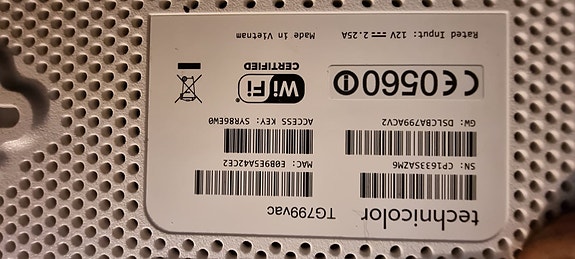 technicolor TG799vac
SN: CP1633SAZM6 MAC: E0B9E5A42CE2
GW: DSLCBA799ACV2 ACCESS KEY: SYR86EW0
CE0560 Wi Fi CERTIFIED
Rated Input: 12V ⎓ 2.25A Made in Vietnam